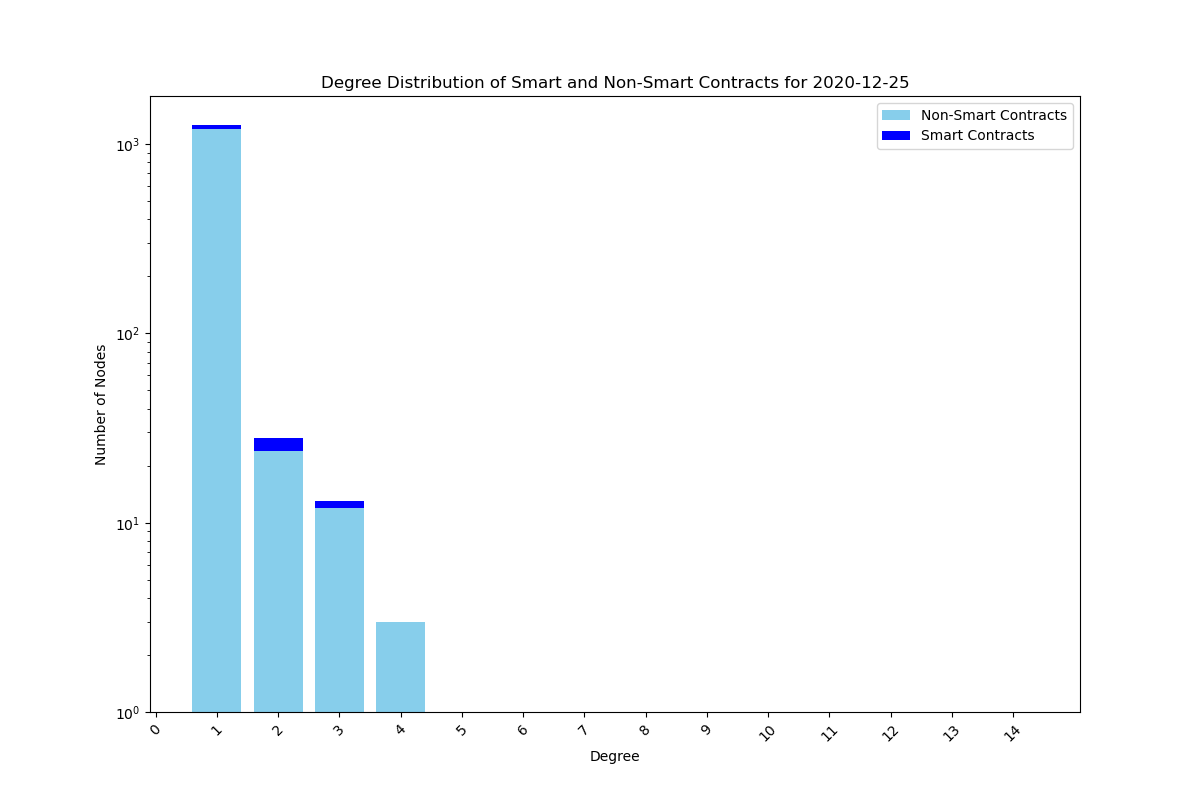 Degree Distribution of Smart and Non-Smart Contracts for 2020-12-25
Non-Smart Contracts
Smart Contracts
Number of Nodes
10³
10²
10¹
10⁰
0 1 2 3 4 5 6 7 8 9 10 11 12 13 14
Degree